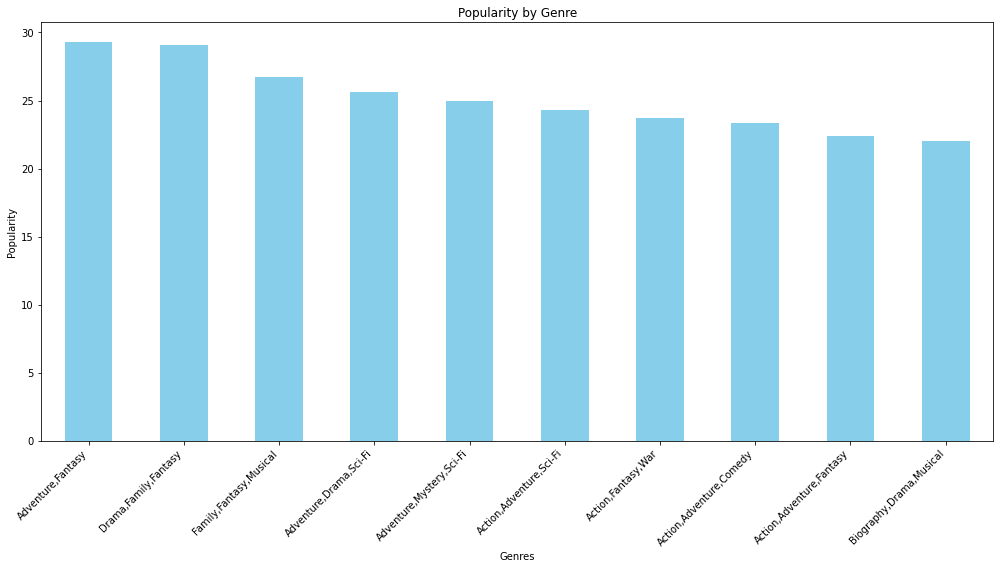 Popularity by Genre
Popularity
30
25
20
15
10
5
0
Adventure,Fantasy
Drama,Family,Fantasy
Family,Fantasy,Musical
Adventure,Drama,Sci-Fi
Adventure,Mystery,Sci-Fi
Action,Adventure,Sci-Fi
Action,Fantasy,War
Action,Adventure,Comedy
Action,Adventure,Fantasy
Biography,Drama,Musical
Genres